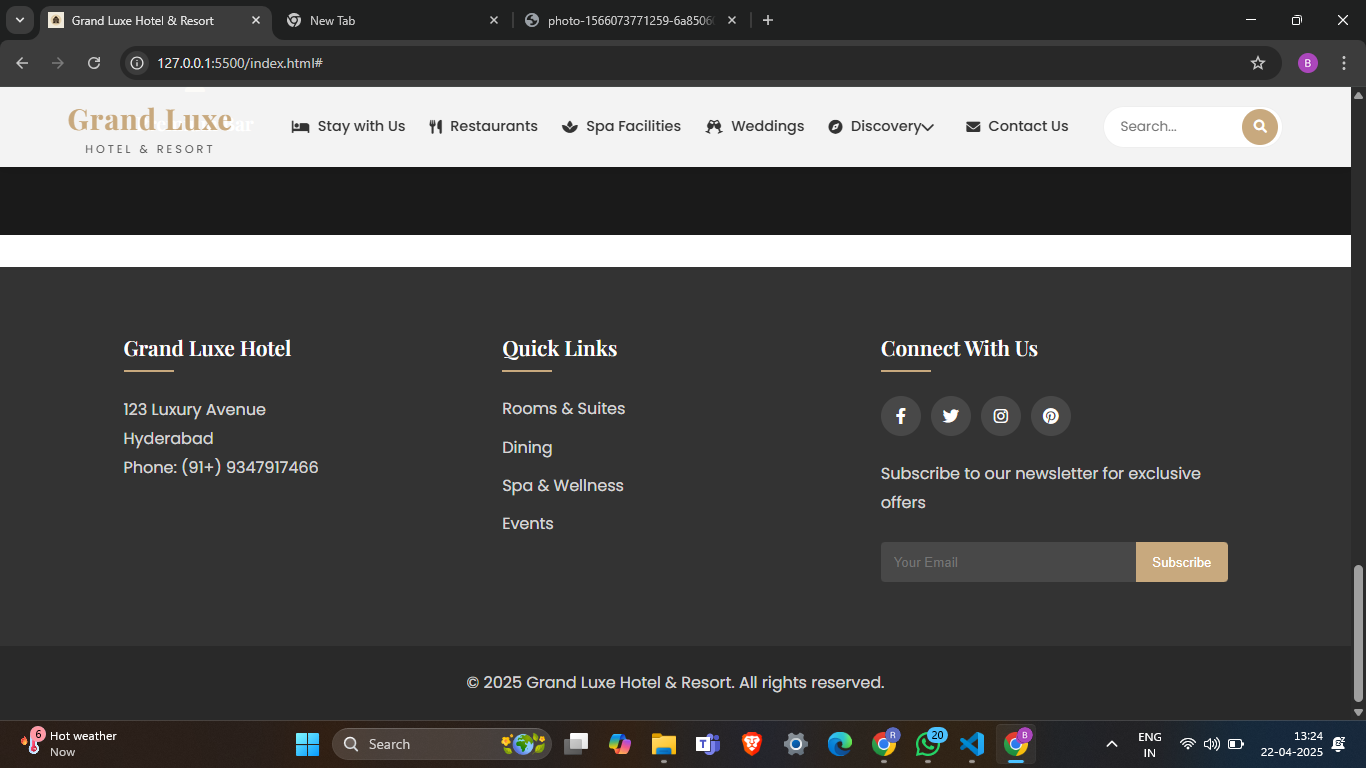 Grand Luxe Hotel & Resort
New Tab
photo-1566073771259-6a8506
127.0.0.1:5500/index.html#
B
Grand Luxe
HOTEL & RESORT
Stay with Us
Restaurants
Spa Facilities
Weddings
Discovery
Contact Us
Search...
Grand Luxe Hotel
123 Luxury Avenue
Hyderabad
Phone: (91+) 9347917466
Quick Links
Rooms & Suites
Dining
Spa & Wellness
Events
Connect With Us
Subscribe to our newsletter for exclusive
offers
Your Email
Subscribe
© 2025 Grand Luxe Hotel & Resort. All rights reserved.
6
Hot weather
Now
Search
R
20
B
ENG
IN
13:24
22-04-2025